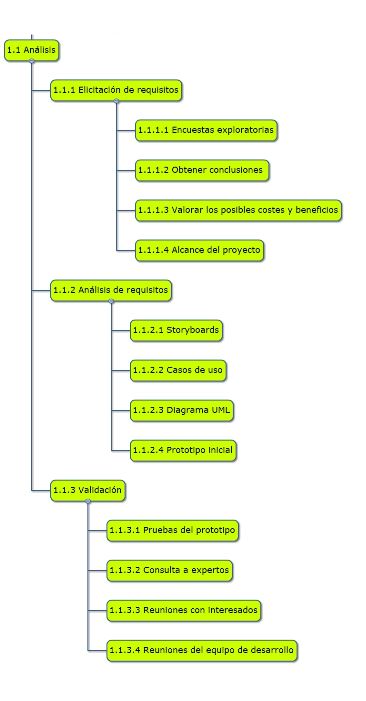 1.1 Análisis
1.1.1 Elicitación de requisitos
1.1.1.1 Encuestas exploratorias
1.1.1.2 Obtener conclusiones
1.1.1.3 Valorar los posibles costes y beneficios
1.1.1.4 Alcance del proyecto
1.1.2 Análisis de requisitos
1.1.2.1 Storyboards
1.1.2.2 Casos de uso
1.1.2.3 Diagrama UML
1.1.2.4 Prototipo inicial
1.1.3 Validación
1.1.3.1 Pruebas del prototipo
1.1.3.2 Consulta a expertos
1.1.3.3 Reuniones con interesados
1.1.3.4 Reuniones del equipo de desarrollo